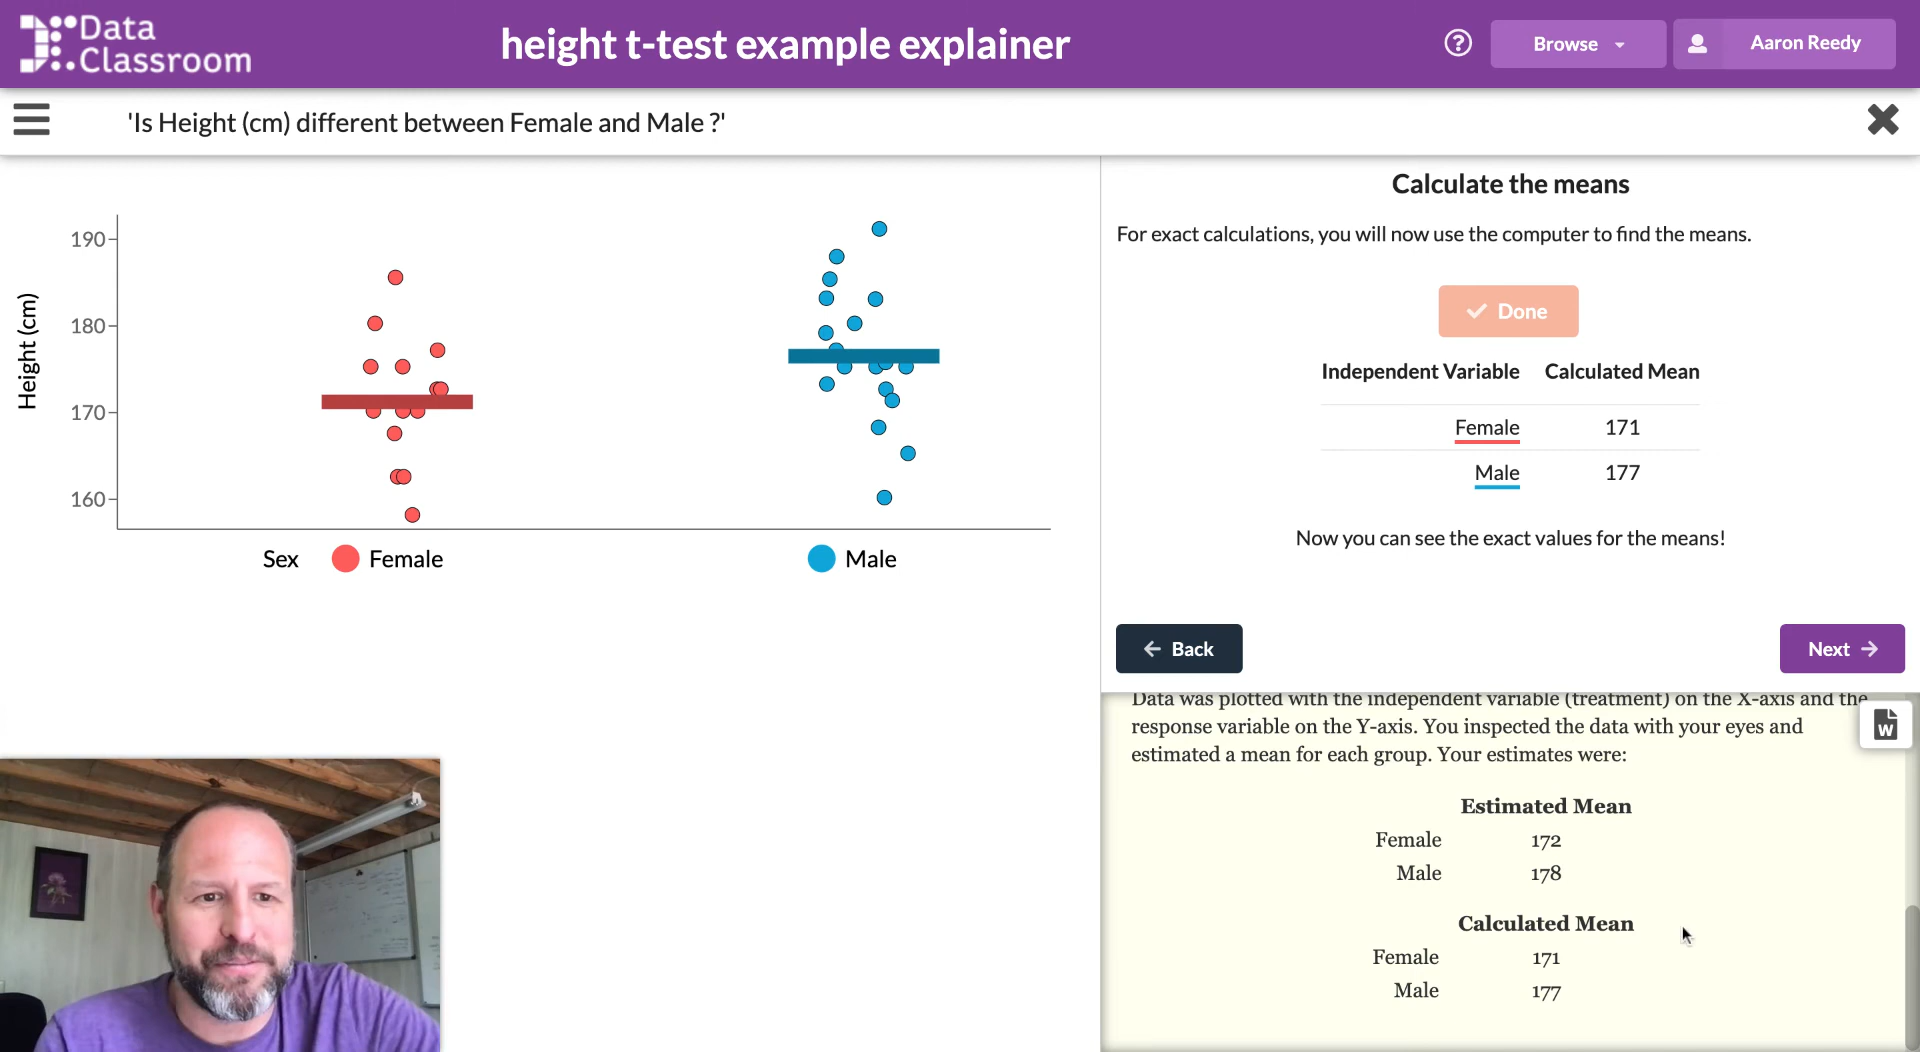 Data
Classroom
height t-test example explainer
Browse
Aaron Reedy
'Is Height (cm) different between Female and Male ?'
Height (cm)
190
180
170
160
Sex Female Male
Calculate the means
For exact calculations, you will now use the computer to find the means.
Done
Independent Variable Calculated Mean
Female 171
Male 177
Now you can see the exact values for the means!
Back
Next
Data was plotted with the independent variable (treatment) on the X-axis and the
response variable on the Y-axis. You inspected the data with your eyes and
estimated a mean for each group. Your estimates were:
W
Estimated Mean
Female 172
Male 178
Calculated Mean
Female 171
Male 177